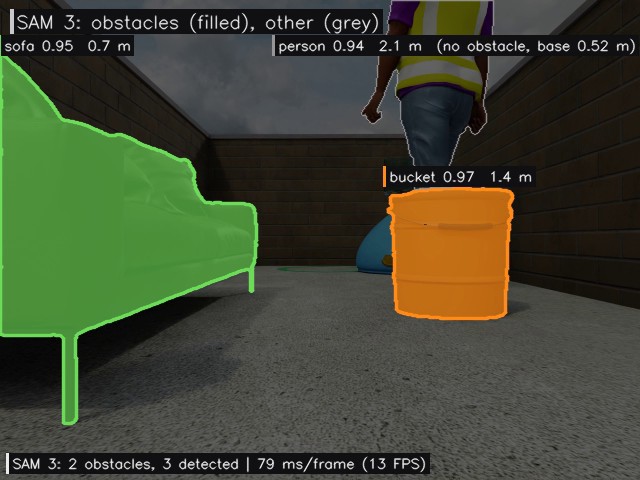 SAM 3: obstacles (filled), other (grey)
sofa 0.95 0.7 m
person 0.94 2.1 m (no obstacle, base 0.52 m)
bucket 0.97 1.4 m
SAM 3: 2 obstacles, 3 detected | 79 ms/frame (13 FPS)